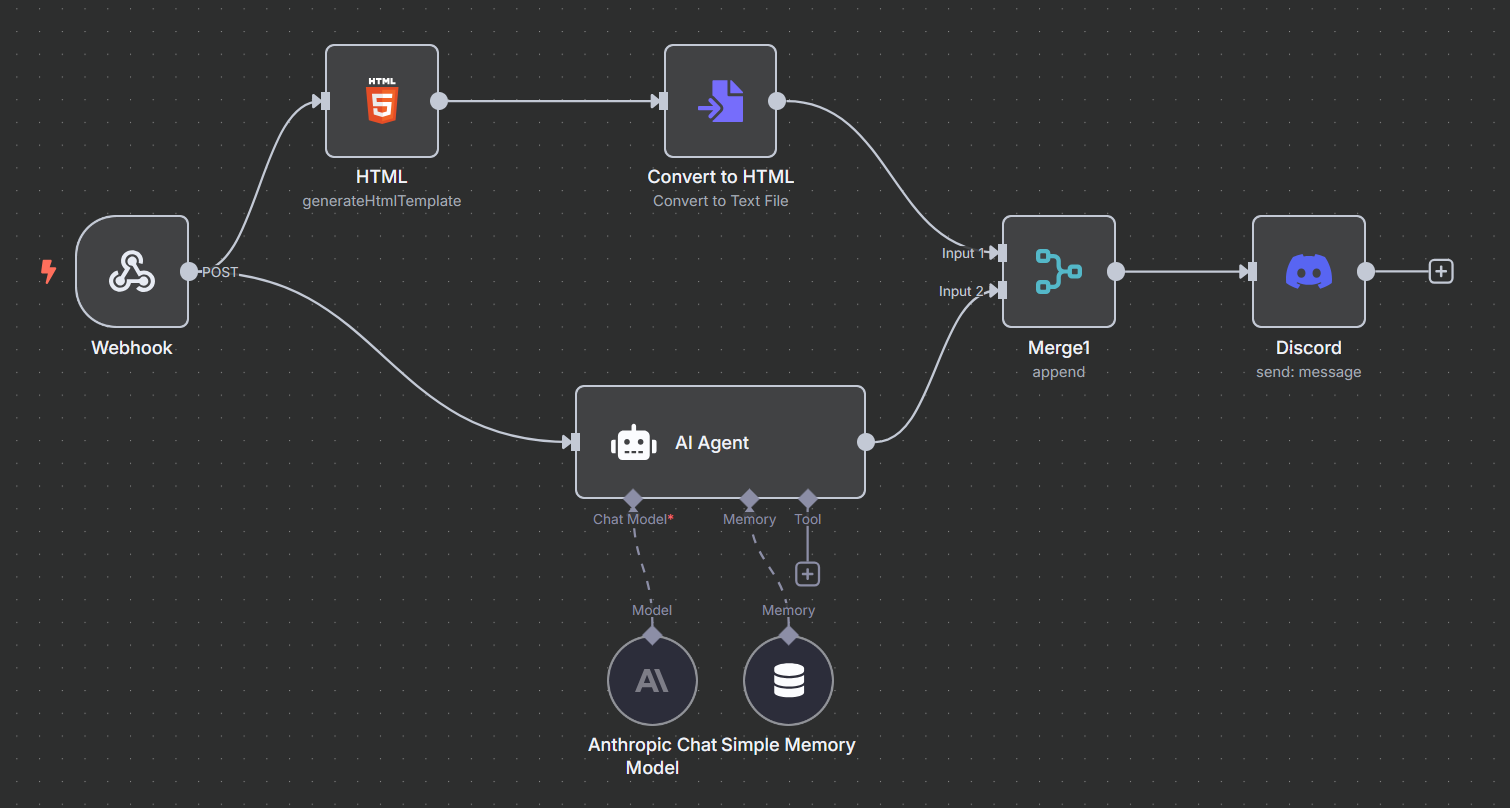 HTML
HTML
generateHtmlTemplate
Convert to HTML
Convert to Text File
POST
Webhook
Input 1
Input 2
Merge1
append
Discord
send: message
AI Agent
Chat Model*
Memory
Tool
Model
Memory
Anthropic Chat
Model
Simple Memory